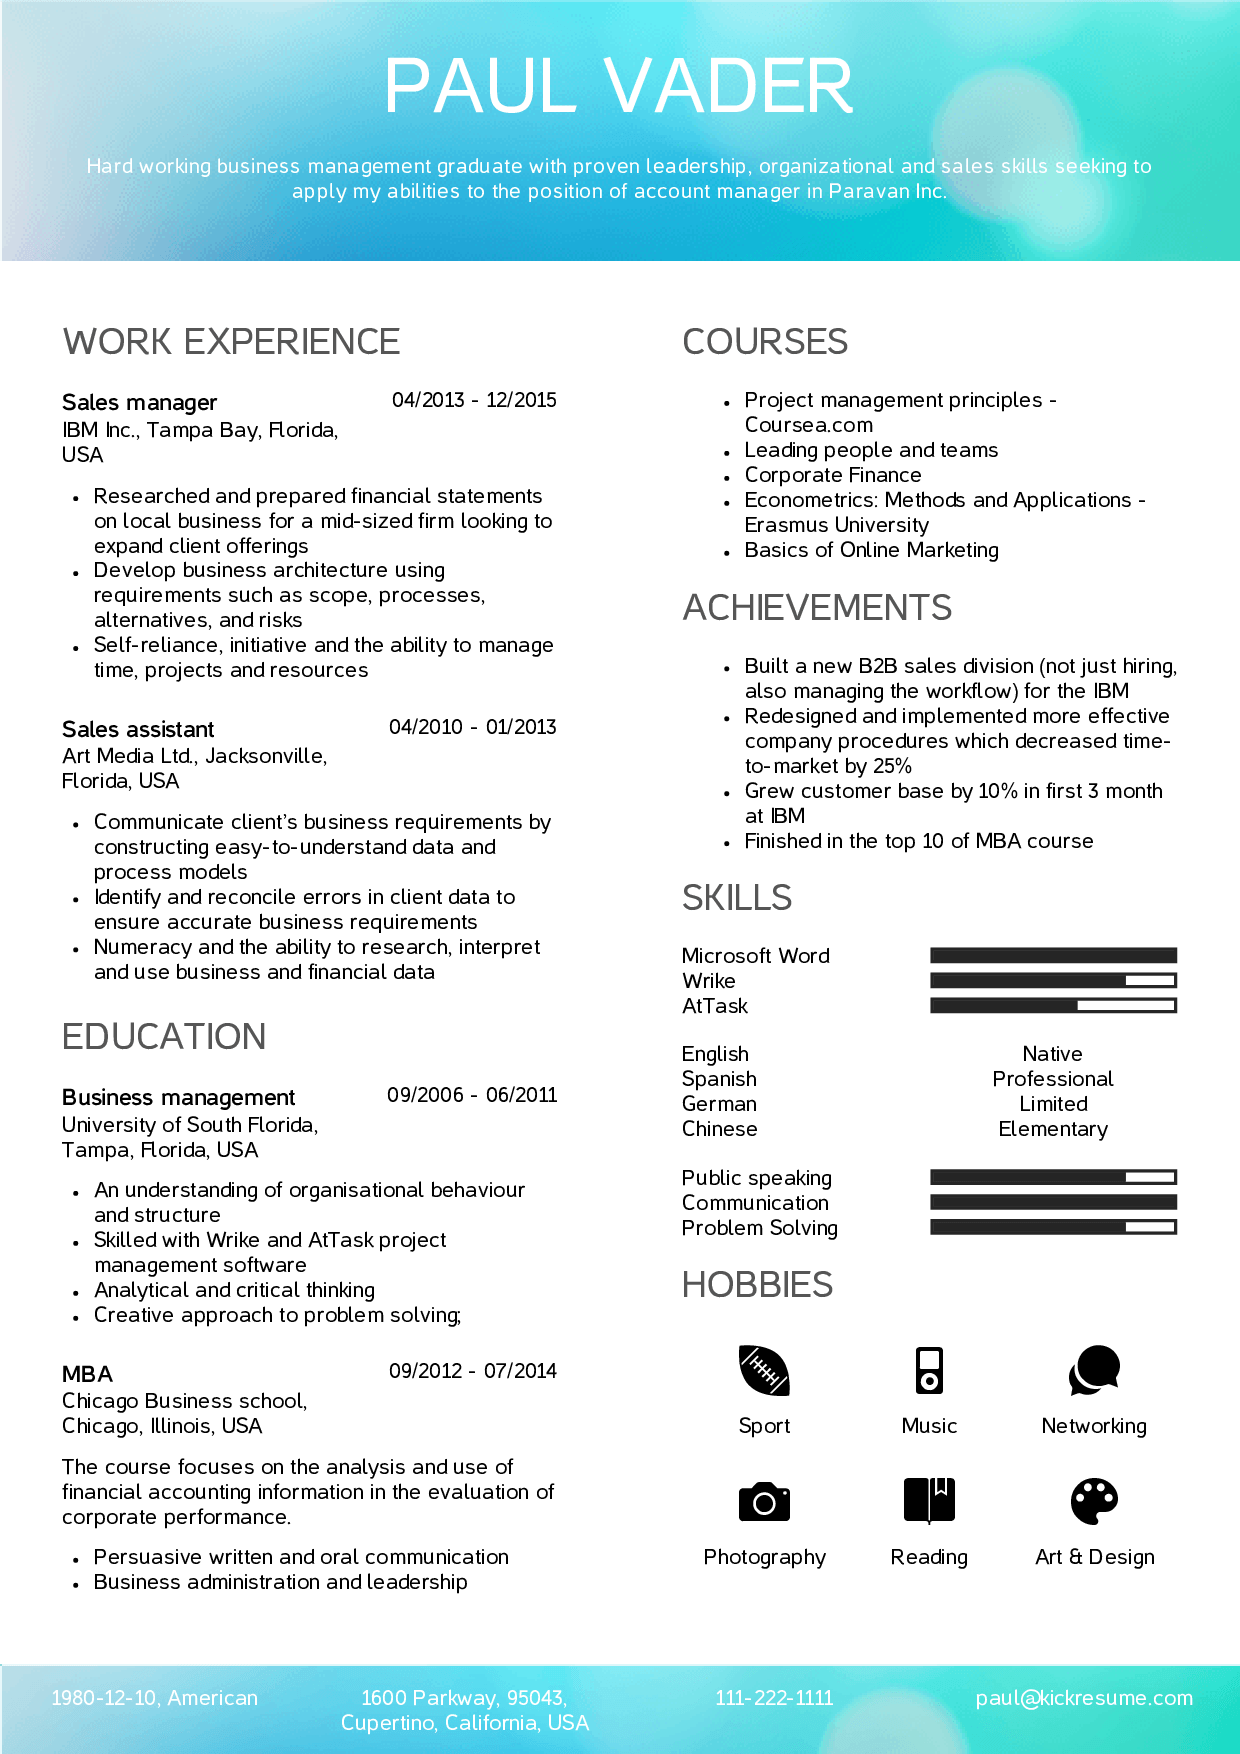 PAUL VADER
Hard working business management graduate with proven leadership, organizational and sales skills seeking to
apply my abilities to the position of account manager in Paravan Inc.
WORK EXPERIENCE
Sales manager 04/2013 - 12/2015
IBM Inc., Tampa Bay, Florida,
USA
• Researched and prepared financial statements
on local business for a mid-sized firm looking to
expand client offerings
• Develop business architecture using
requirements such as scope, processes,
alternatives, and risks
• Self-reliance, initiative and the ability to manage
time, projects and resources
Sales assistant 04/2010 - 01/2013
Art Media Ltd., Jacksonville,
Florida, USA
• Communicate client's business requirements by
constructing easy-to-understand data and
process models
• Identify and reconcile errors in client data to
ensure accurate business requirements
• Numeracy and the ability to research, interpret
and use business and financial data
EDUCATION
Business management 09/2006 - 06/2011
University of South Florida,
Tampa, Florida, USA
• An understanding of organisational behaviour
and structure
• Skilled with Wrike and AtTask project
management software
• Analytical and critical thinking
• Creative approach to problem solving;
MBA 09/2012 - 07/2014
Chicago Business school,
Chicago, Illinois, USA
The course focuses on the analysis and use of
financial accounting information in the evaluation of
corporate performance.
• Persuasive written and oral communication
• Business administration and leadership
COURSES
• Project management principles -
Coursea.com
• Leading people and teams
• Corporate Finance
• Econometrics: Methods and Applications -
Erasmus University
• Basics of Online Marketing
ACHIEVEMENTS
• Built a new B2B sales division (not just hiring,
also managing the workflow) for the IBM
• Redesigned and implemented more effective
company procedures which decreased time-
to-market by 25%
• Grew customer base by 10% in first 3 month
at IBM
• Finished in the top 10 of MBA course
SKILLS
Microsoft Word
Wrike
AtTask
English Native
Spanish Professional
German Limited
Chinese Elementary
Public speaking
Communication
Problem Solving
HOBBIES
Sport Music Networking
Photography Reading Art & Design
1980-12-10, American 1600 Parkway, 95043, 111-222-1111 paul@kickresume.com
Cupertino, California, USA